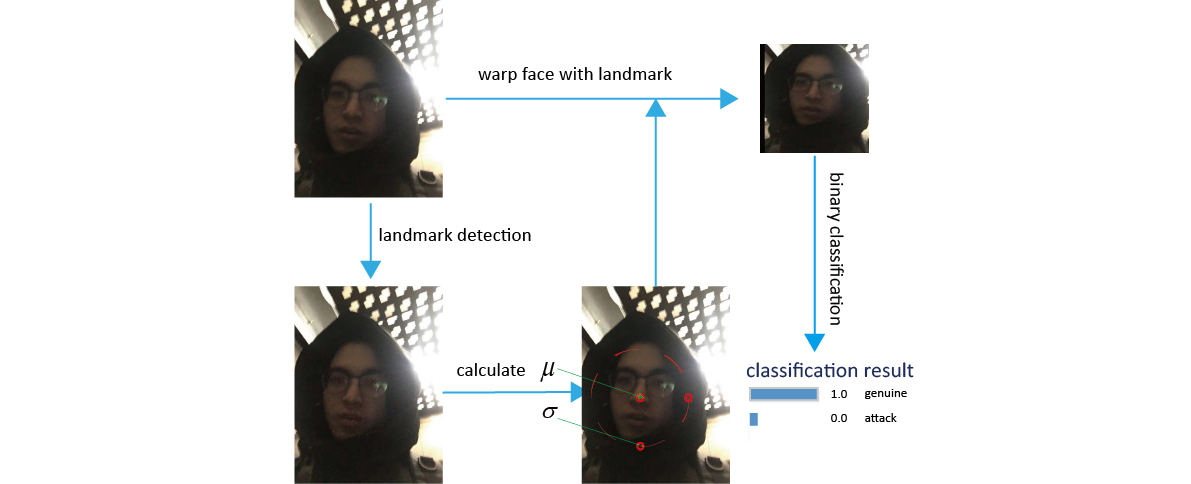 warp face with landmark
landmark detection
binary classification
calculate μ
σ
classification result
1.0 genuine
0.0 attack